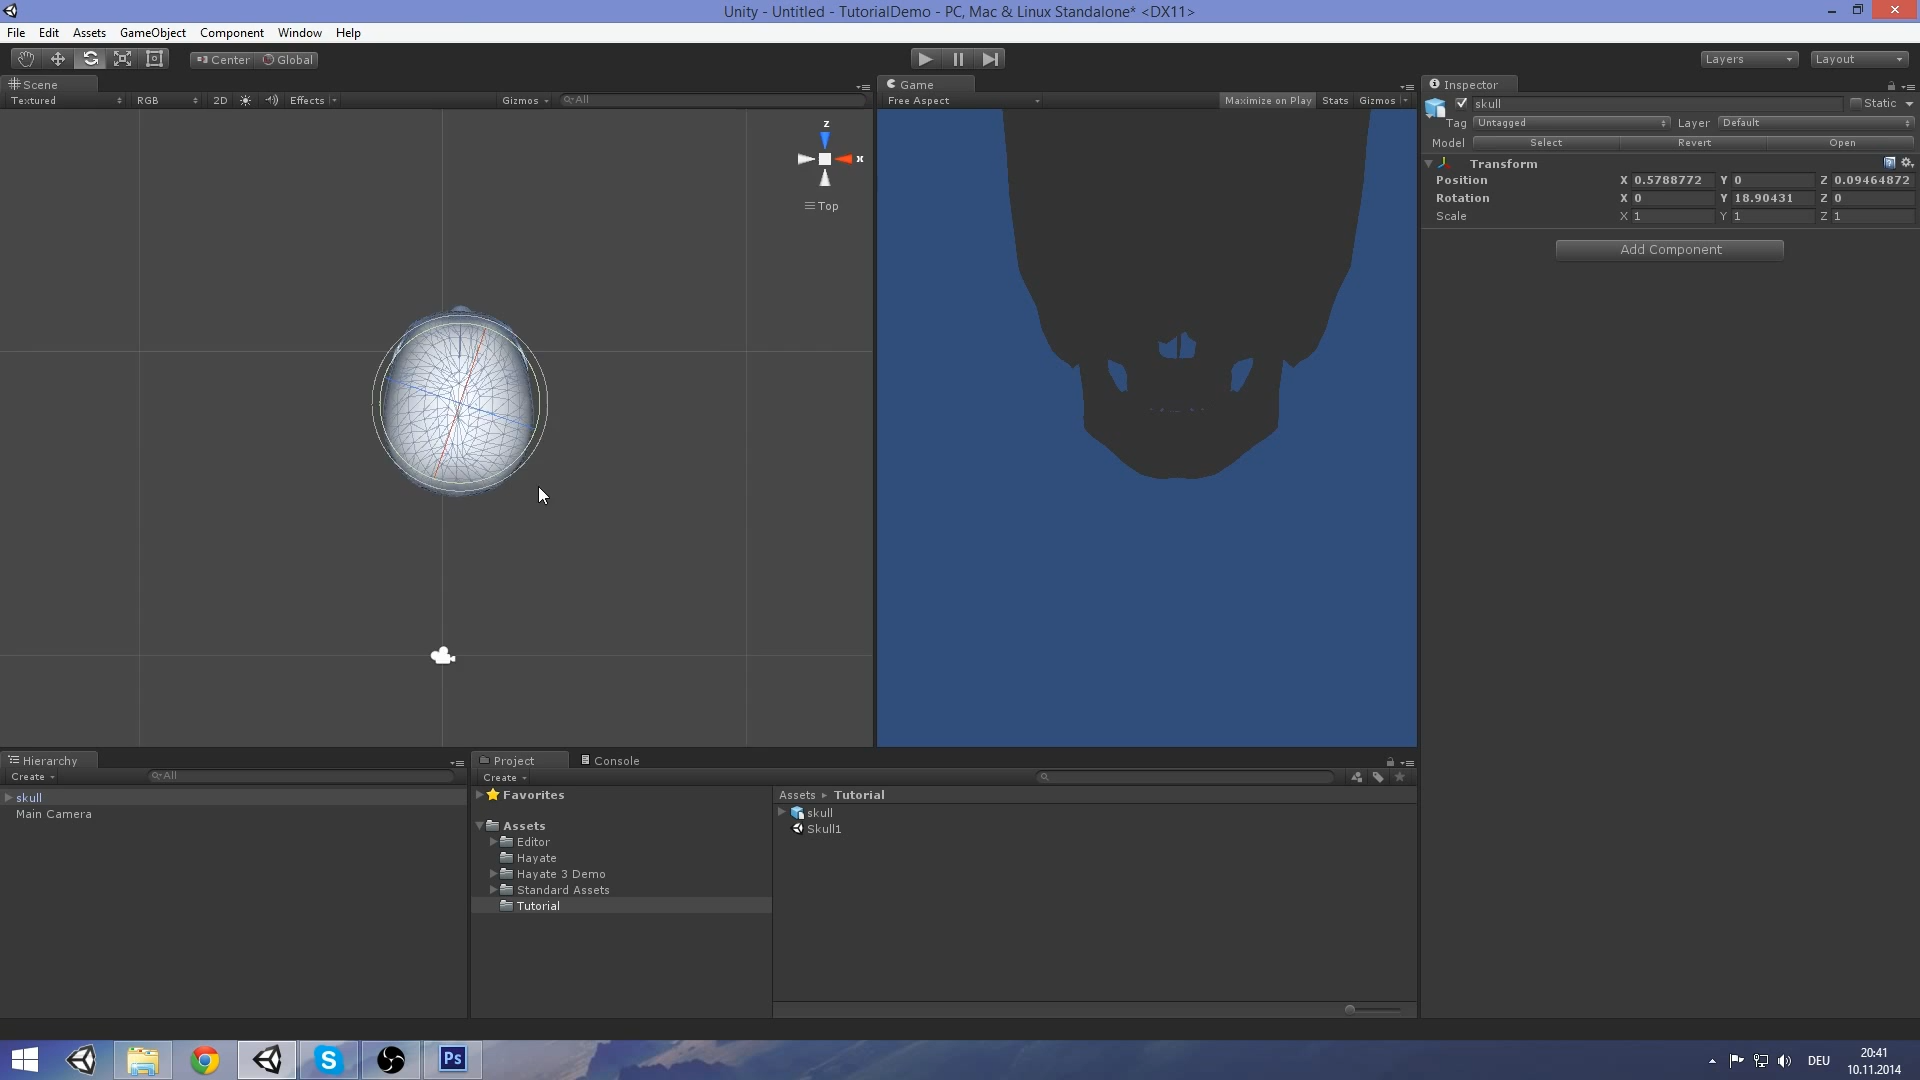 Unity - Untitled - TutorialDemo - PC, Mac & Linux Standalone* <DX11>
File Edit Assets GameObject Component Window Help
Center Global
Layers Layout
Scene
Textured RGB 2D Effects Gizmos All
z
x
Top
Game
Free Aspect Maximize on Play Stats Gizmos
Inspector
skull Static
Tag Untagged Layer Default
Model Select Revert Open
Transform
Position X 0.5788772 Y 0 Z 0.09464872
Rotation X 0 Y 18.90431 Z 0
Scale X 1 Y 1 Z 1
Add Component
Hierarchy
Create All
skull
Main Camera
Project Console
Create
Favorites
Assets
Editor
Hayate
Hayate 3 Demo
Standard Assets
Tutorial
Assets Tutorial
skull
Skull1
S
Ps
DEU
20:41
10.11.2014